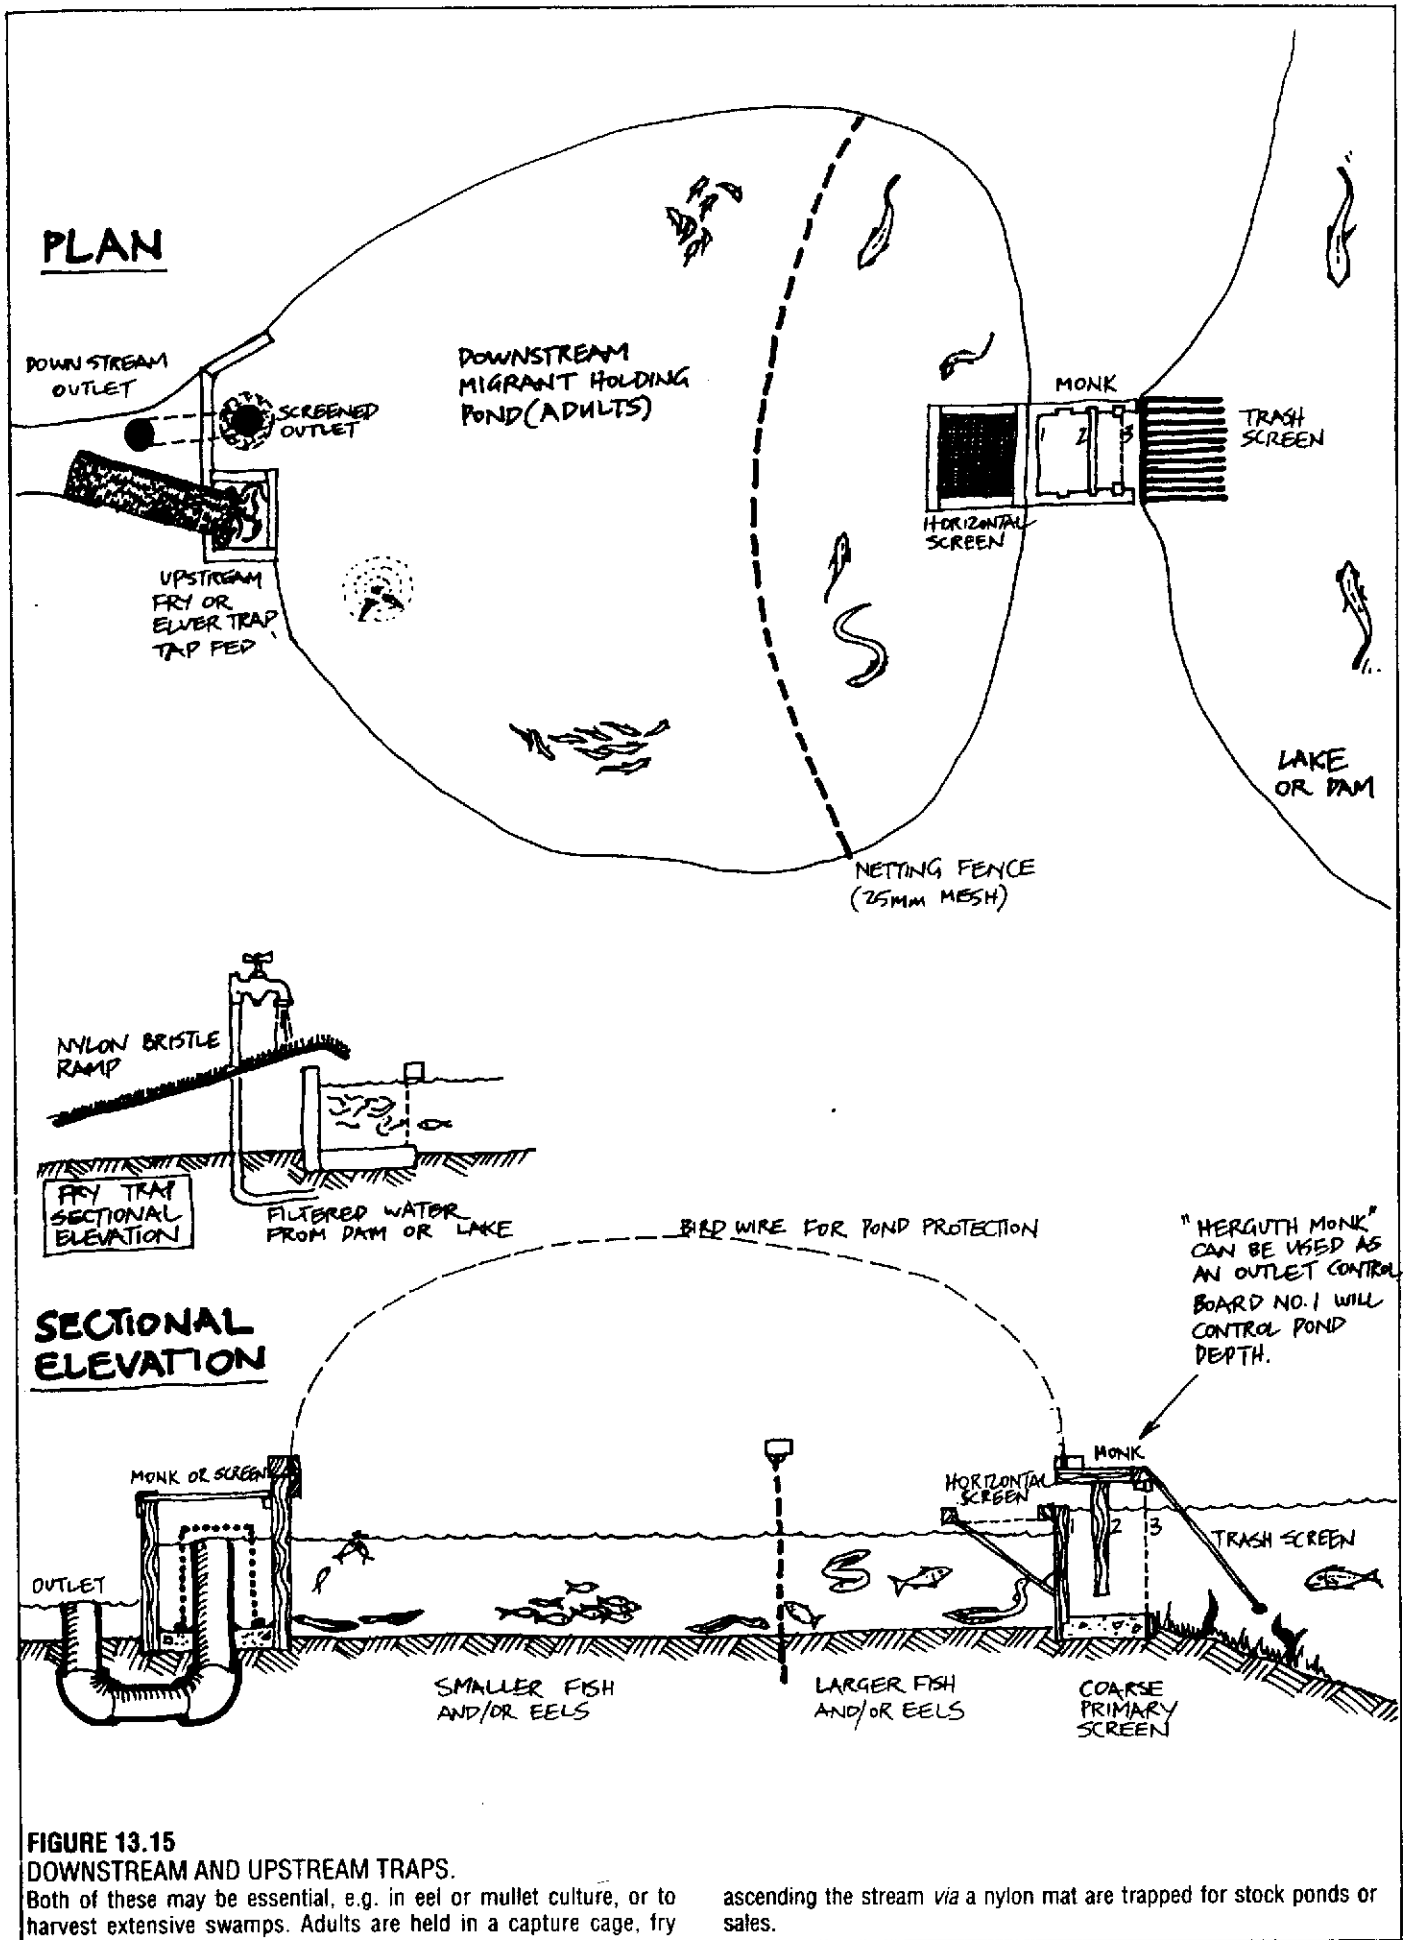 PLAN
DOWNSTREAM
OUTLET
SCREENED
OUTLET
DOWNSTREAM
MIGRANT HOLDING
POND (ADULTS)
MONK
1 2 3
TRASH
SCREEN
HORIZONTAL
SCREEN
UPSTREAM
FRY OR
ELVER TRAP
TAP FED
LAKE
OR DAM
NETTING FENCE
(25mm MESH)
NYLON BRISTLE
RAMP
FRY TRAP
SECTIONAL
ELEVATION
FILTERED WATER
FROM DAM OR LAKE
BIRD WIRE FOR POND PROTECTION
"HERGUTH MONK"
CAN BE USED AS
AN OUTLET CONTROL
BOARD NO.1 WILL
CONTROL POND
DEPTH.
SECTIONAL
ELEVATION
MONK OR SCREEN
MONK
HORIZONTAL
SCREEN
1 2 3
TRASH SCREEN
OUTLET
SMALLER FISH
AND/OR EELS
LARGER FISH
AND/OR EELS
COARSE
PRIMARY
SCREEN
FIGURE 13.15
DOWNSTREAM AND UPSTREAM TRAPS.
Both of these may be essential, e.g. in eel or mullet culture, or to
harvest extensive swamps. Adults are held in a capture cage, fry
ascending the stream via a nylon mat are trapped for stock ponds or
sales.